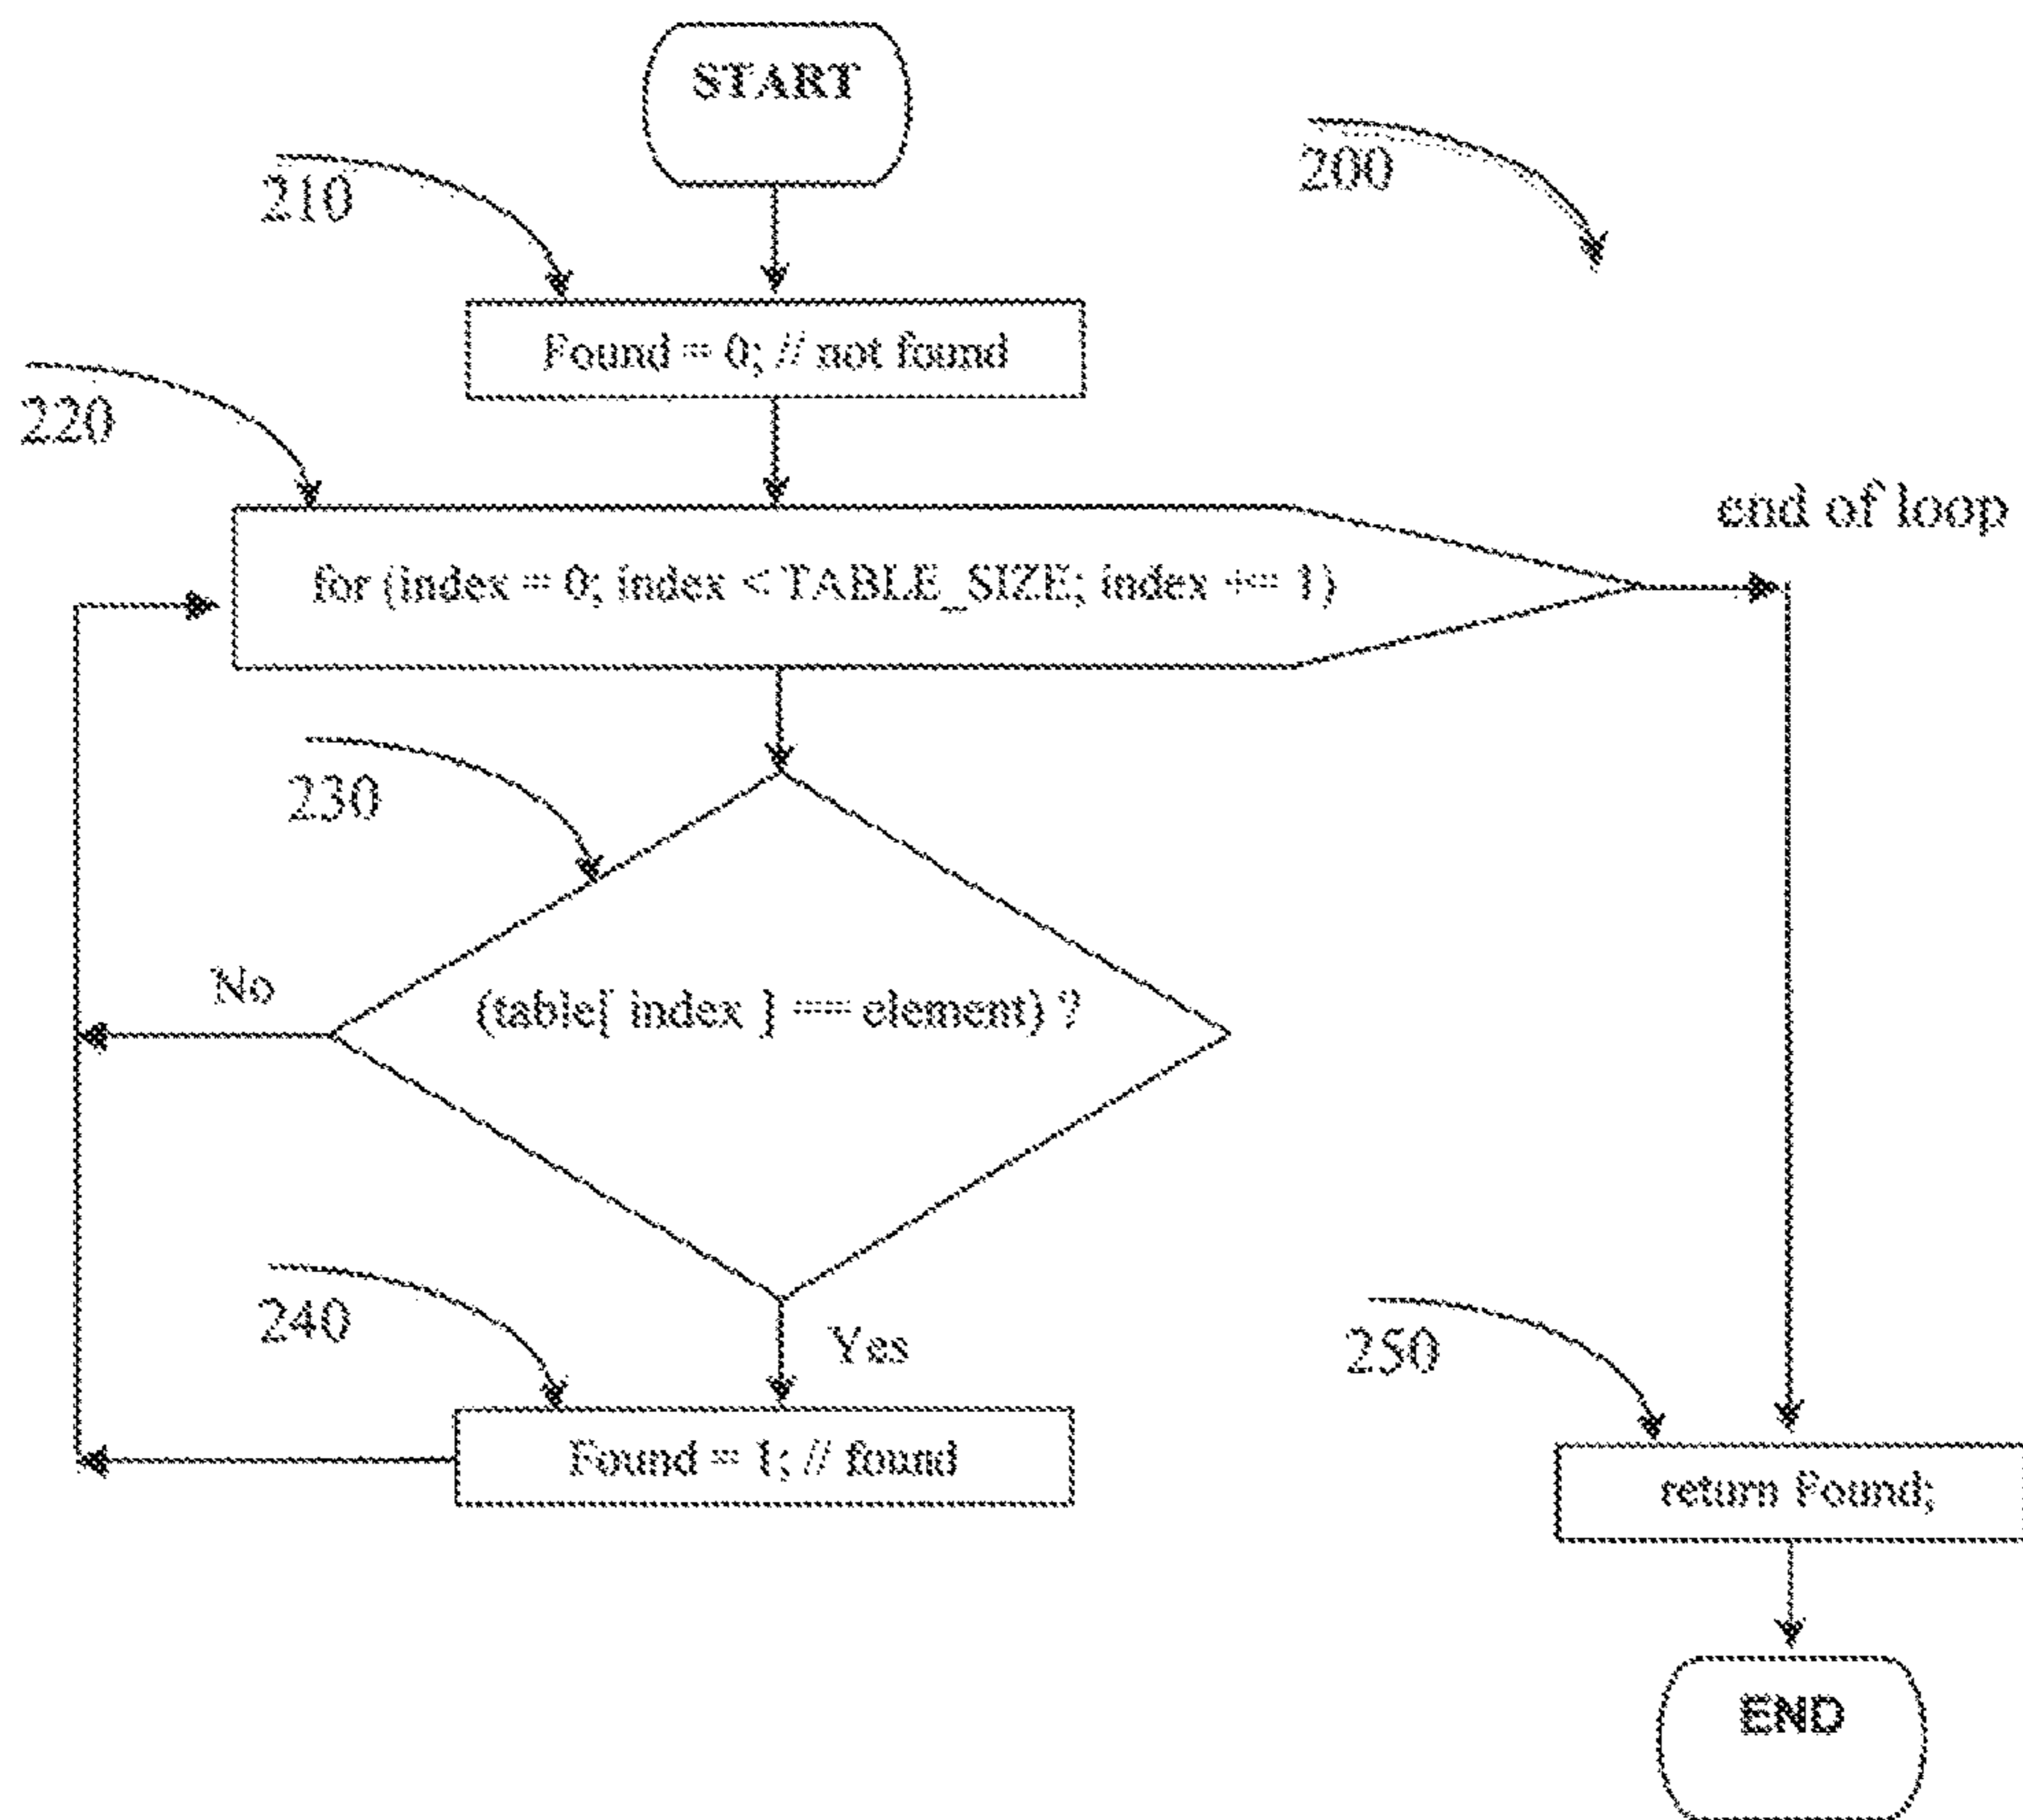 START
200
210
Found = 0; // not found
220
end of loop
for (index = 0; index < TABLE_SIZE; index += 1)
230
No
(table[ index ] == element) ?
240
Yes
250
Found = 1; // found
return Found;
END